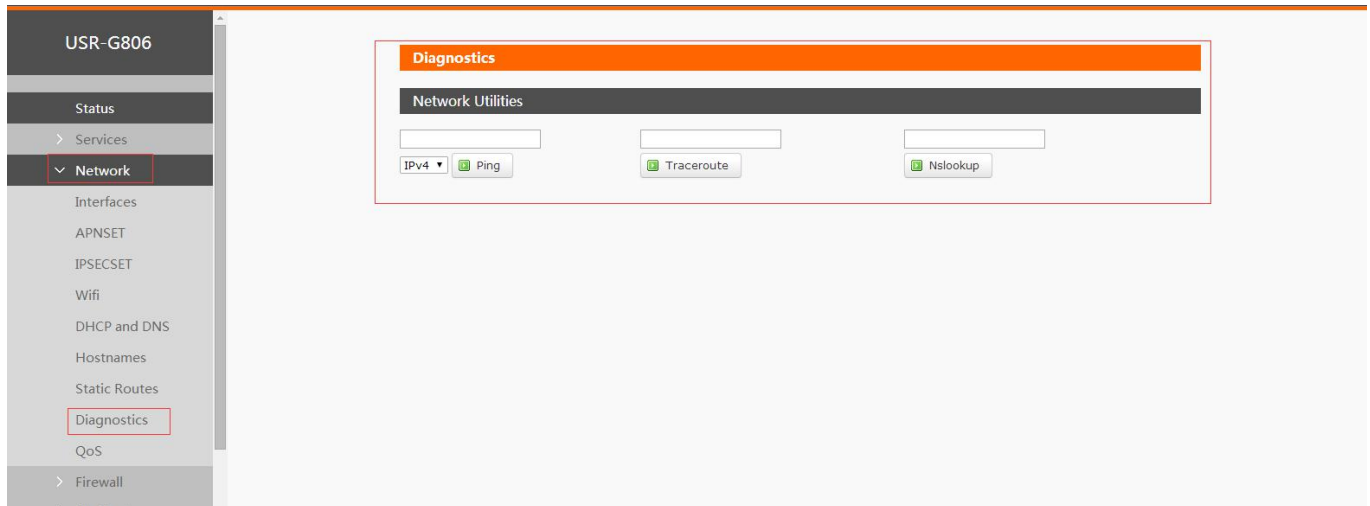 USR-G806
Status
Services
Network
Interfaces
APNSET
IPSECSET
Wifi
DHCP and DNS
Hostnames
Static Routes
Diagnostics
QoS
Firewall
Diagnostics
Network Utilities
IPv4 Ping Traceroute Nslookup